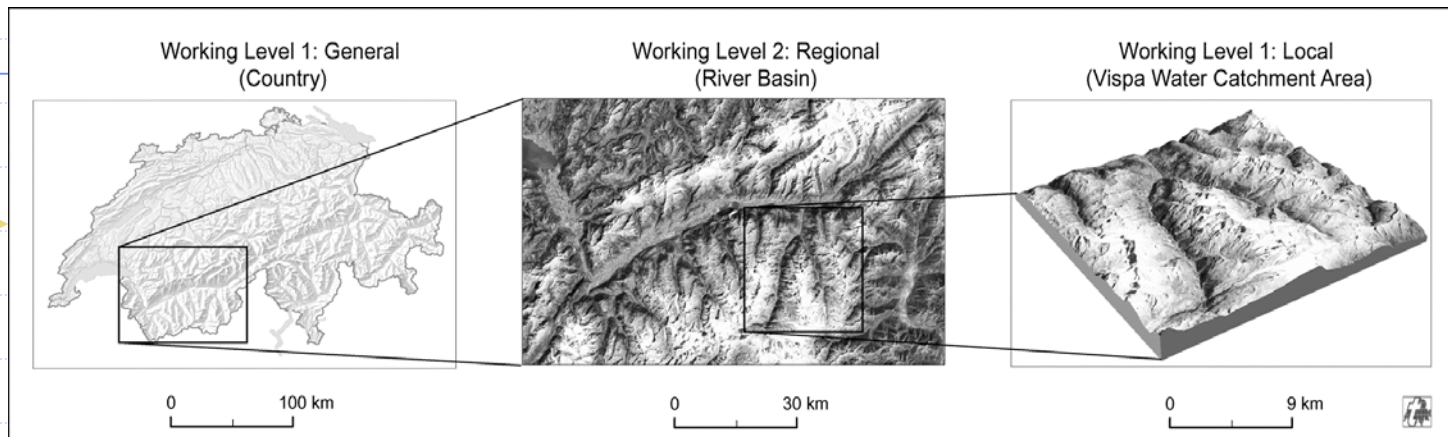 Working Level 1: General
(Country)
Working Level 2: Regional
(River Basin)
Working Level 1: Local
(Vispa Water Catchment Area)
0 100 km
0 30 km
0 9 km